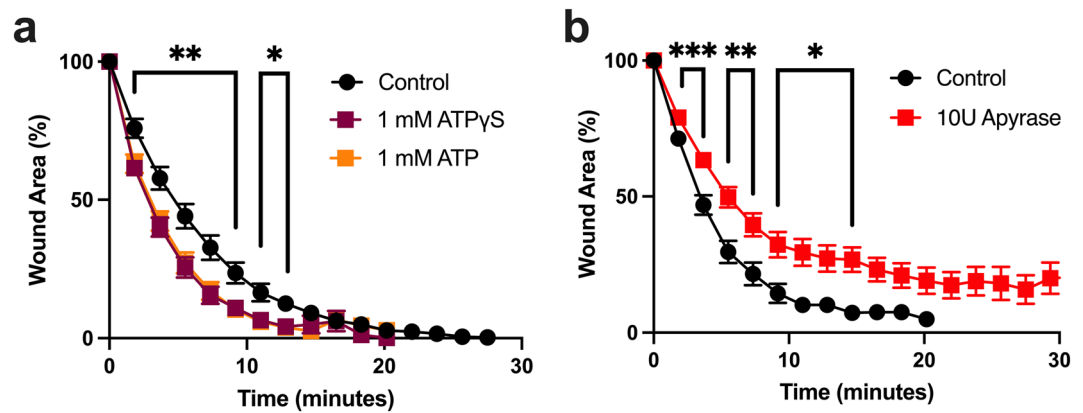 a
**
*
100
50
0
Wound Area (%)
Control
1 mM ATPγS
1 mM ATP
0
10
20
30
Time (minutes)
b
***
**
*
100
50
0
Wound Area (%)
Control
10U Apyrase
0
10
20
30
Time (minutes)